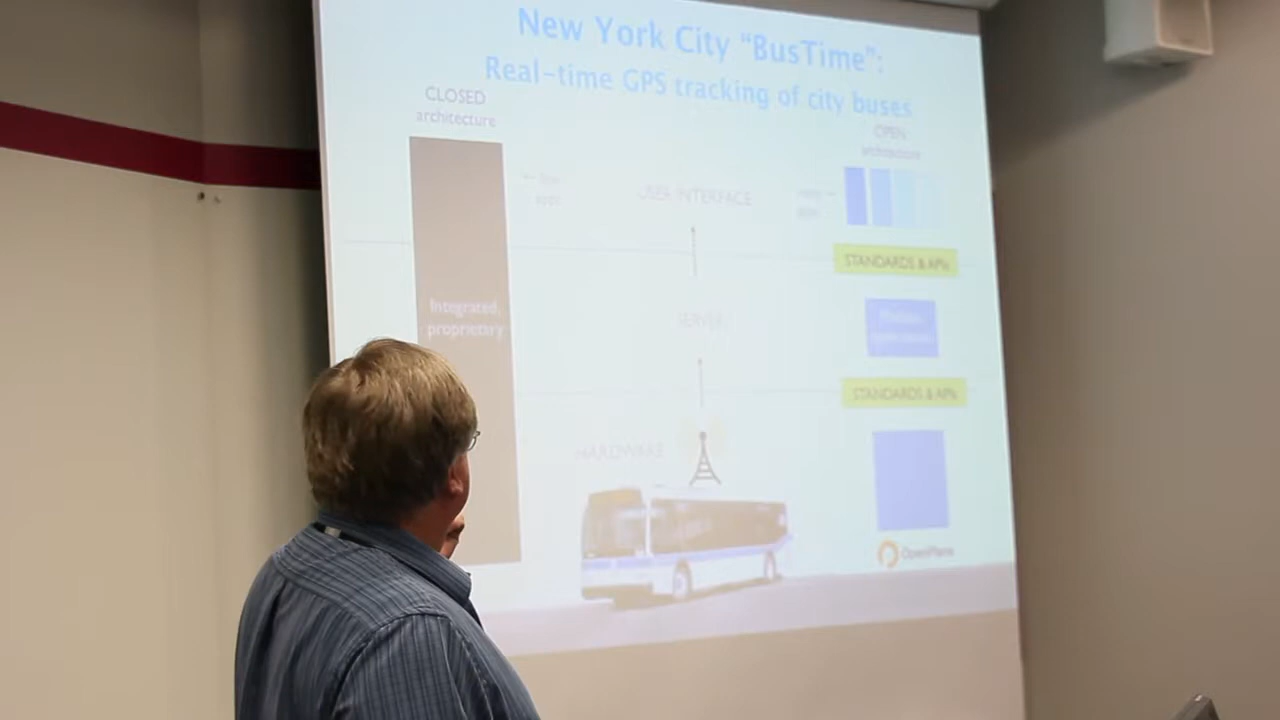 New York City "BusTime":
Real-time GPS tracking of city buses
CLOSED
architecture
OPEN
architecture
USER INTERFACE
STANDARDS & APIs
Integrated,
proprietary
SERVER
STANDARDS & APIs
HARDWARE
OpenPlans